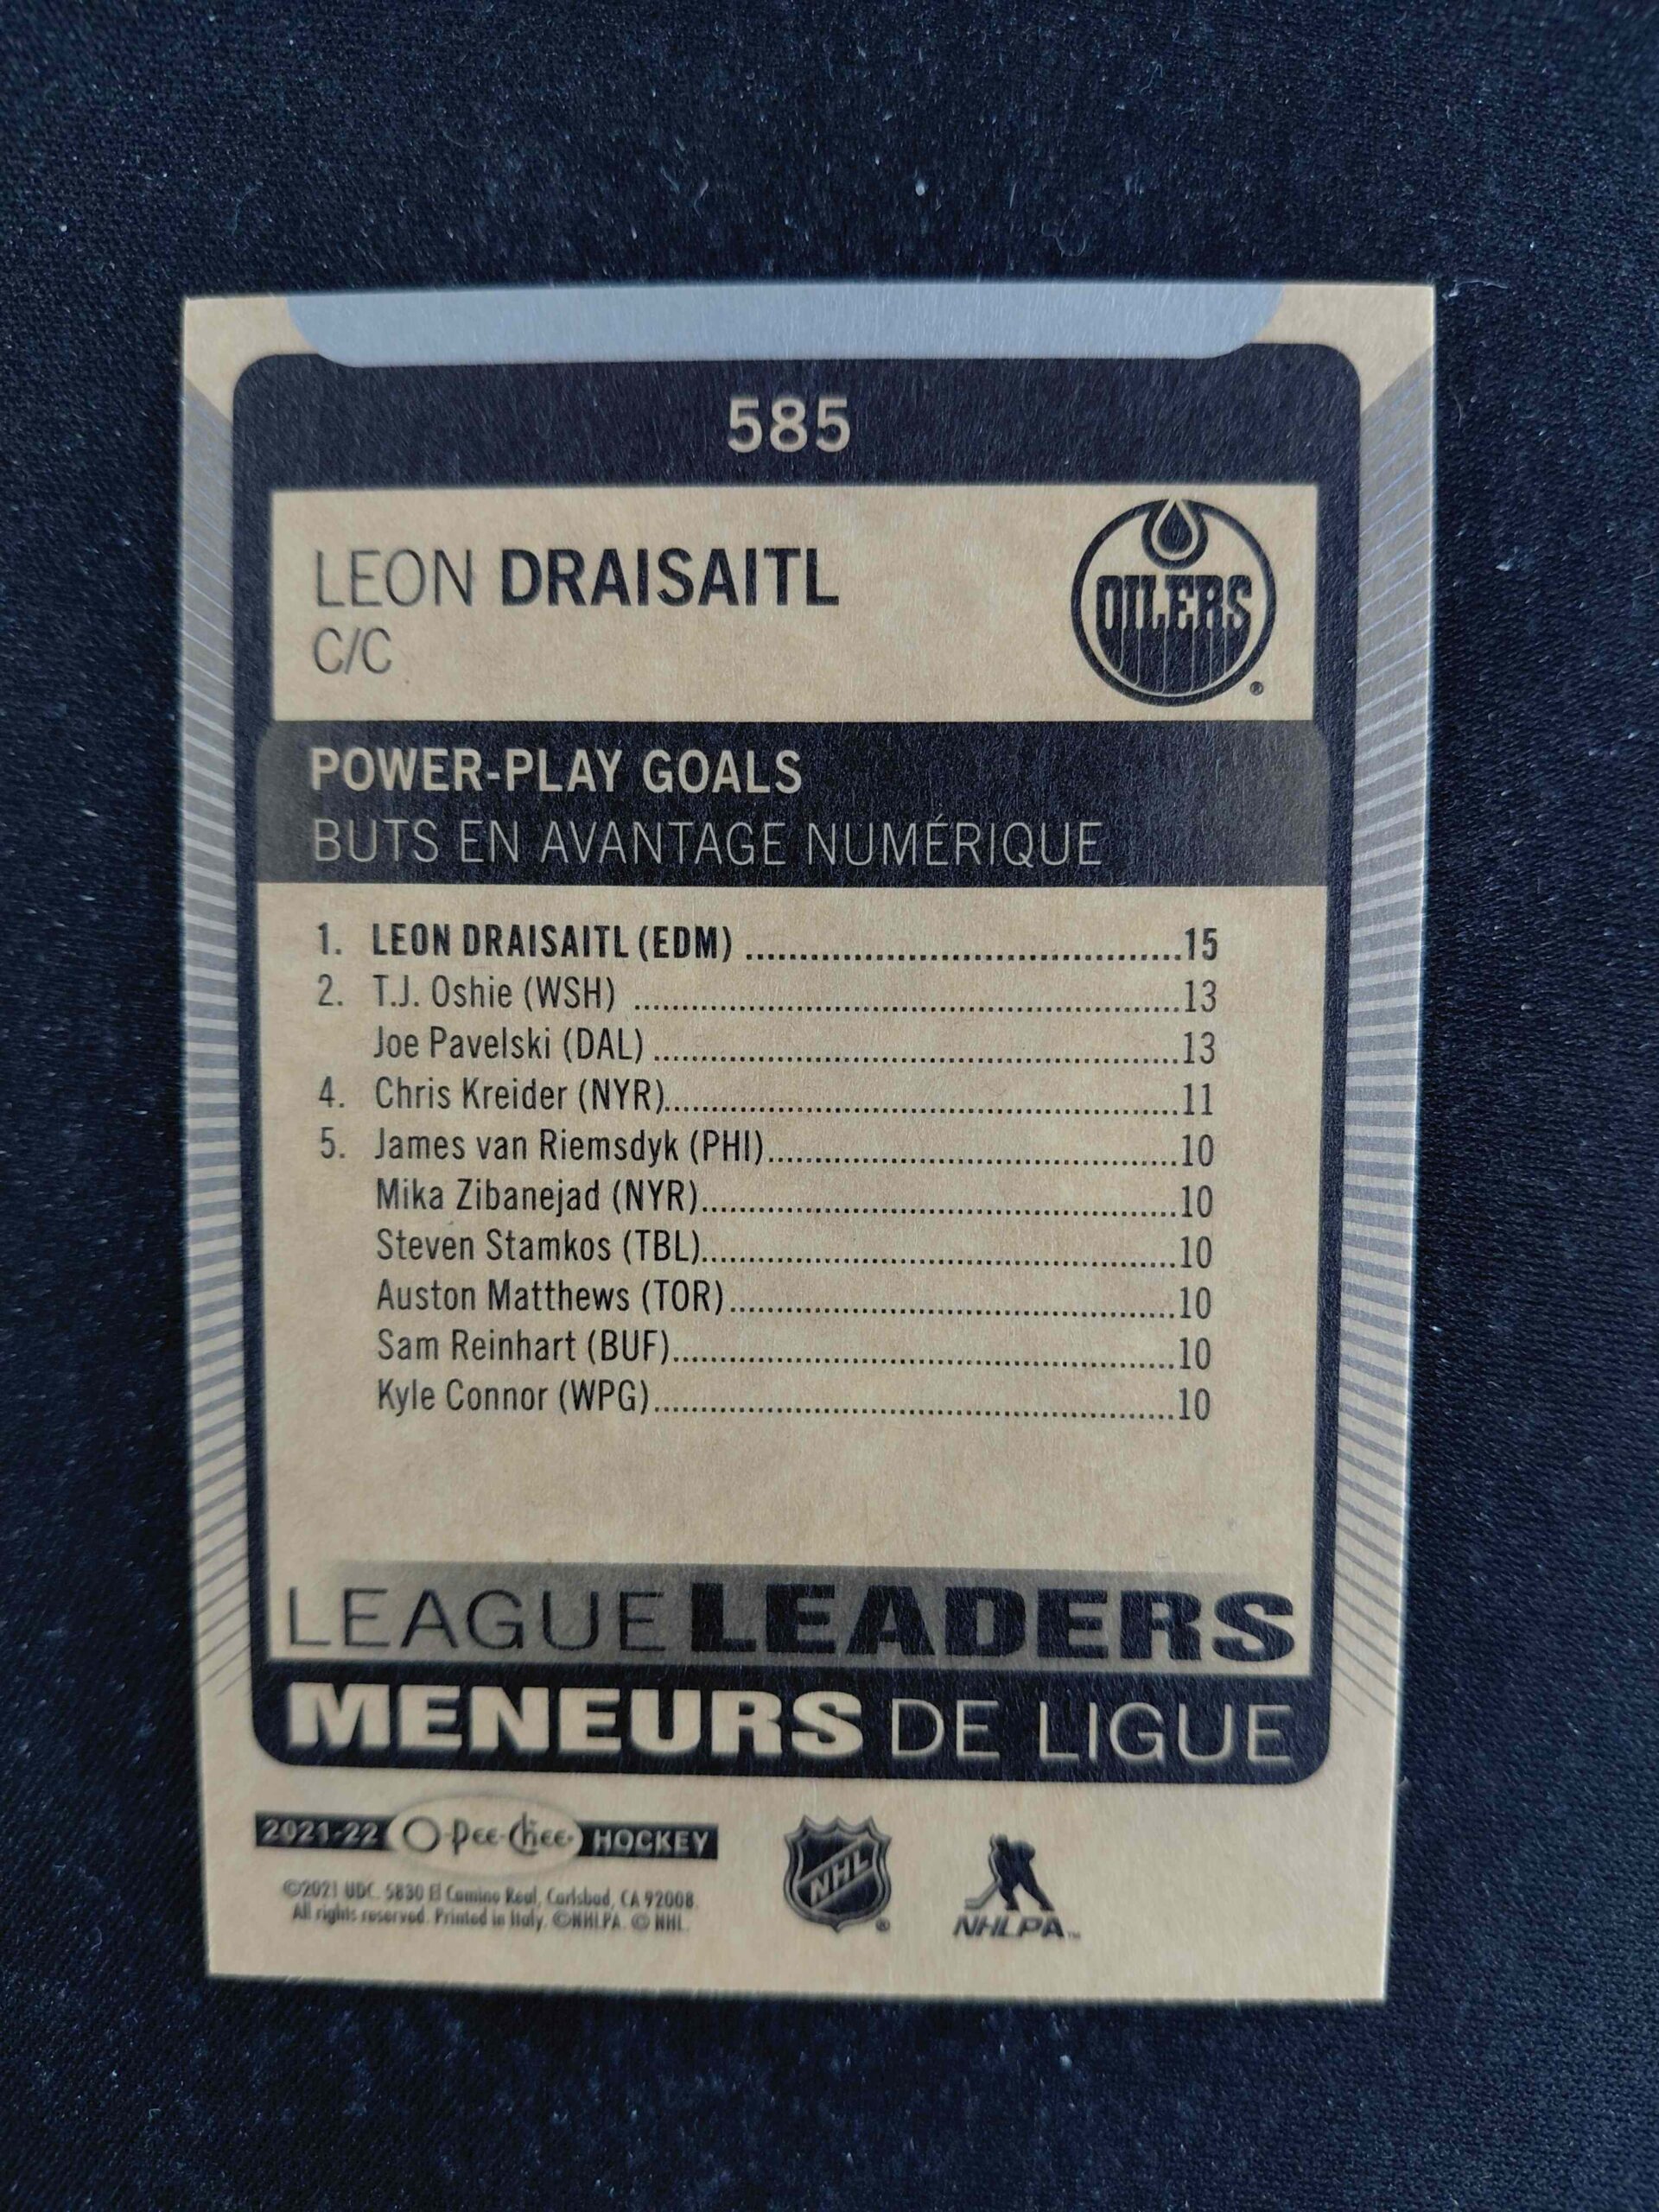 585
LEON DRAISAITL
C/C
OILERS
POWER-PLAY GOALS
BUTS EN AVANTAGE NUMÉRIQUE
1. LEON DRAISAITL (EDM) 15
2. T.J. Oshie (WSH) 13
Joe Pavelski (DAL) 13
4. Chris Kreider (NYR) 11
5. James van Riemsdyk (PHI) 10
Mika Zibanejad (NYR) 10
Steven Stamkos (TBL) 10
Auston Matthews (TOR) 10
Sam Reinhart (BUF) 10
Kyle Connor (WPG) 10
LEAGUE LEADERS
MENEURS DE LIGUE
2021-22 O-Pee-Chee HOCKEY
©2021 UDC. 5830 El Camino Real, Carlsbad, CA 92008.
All rights reserved. Printed in Italy. ©NHLPA. © NHL.
NHL
NHLPA™